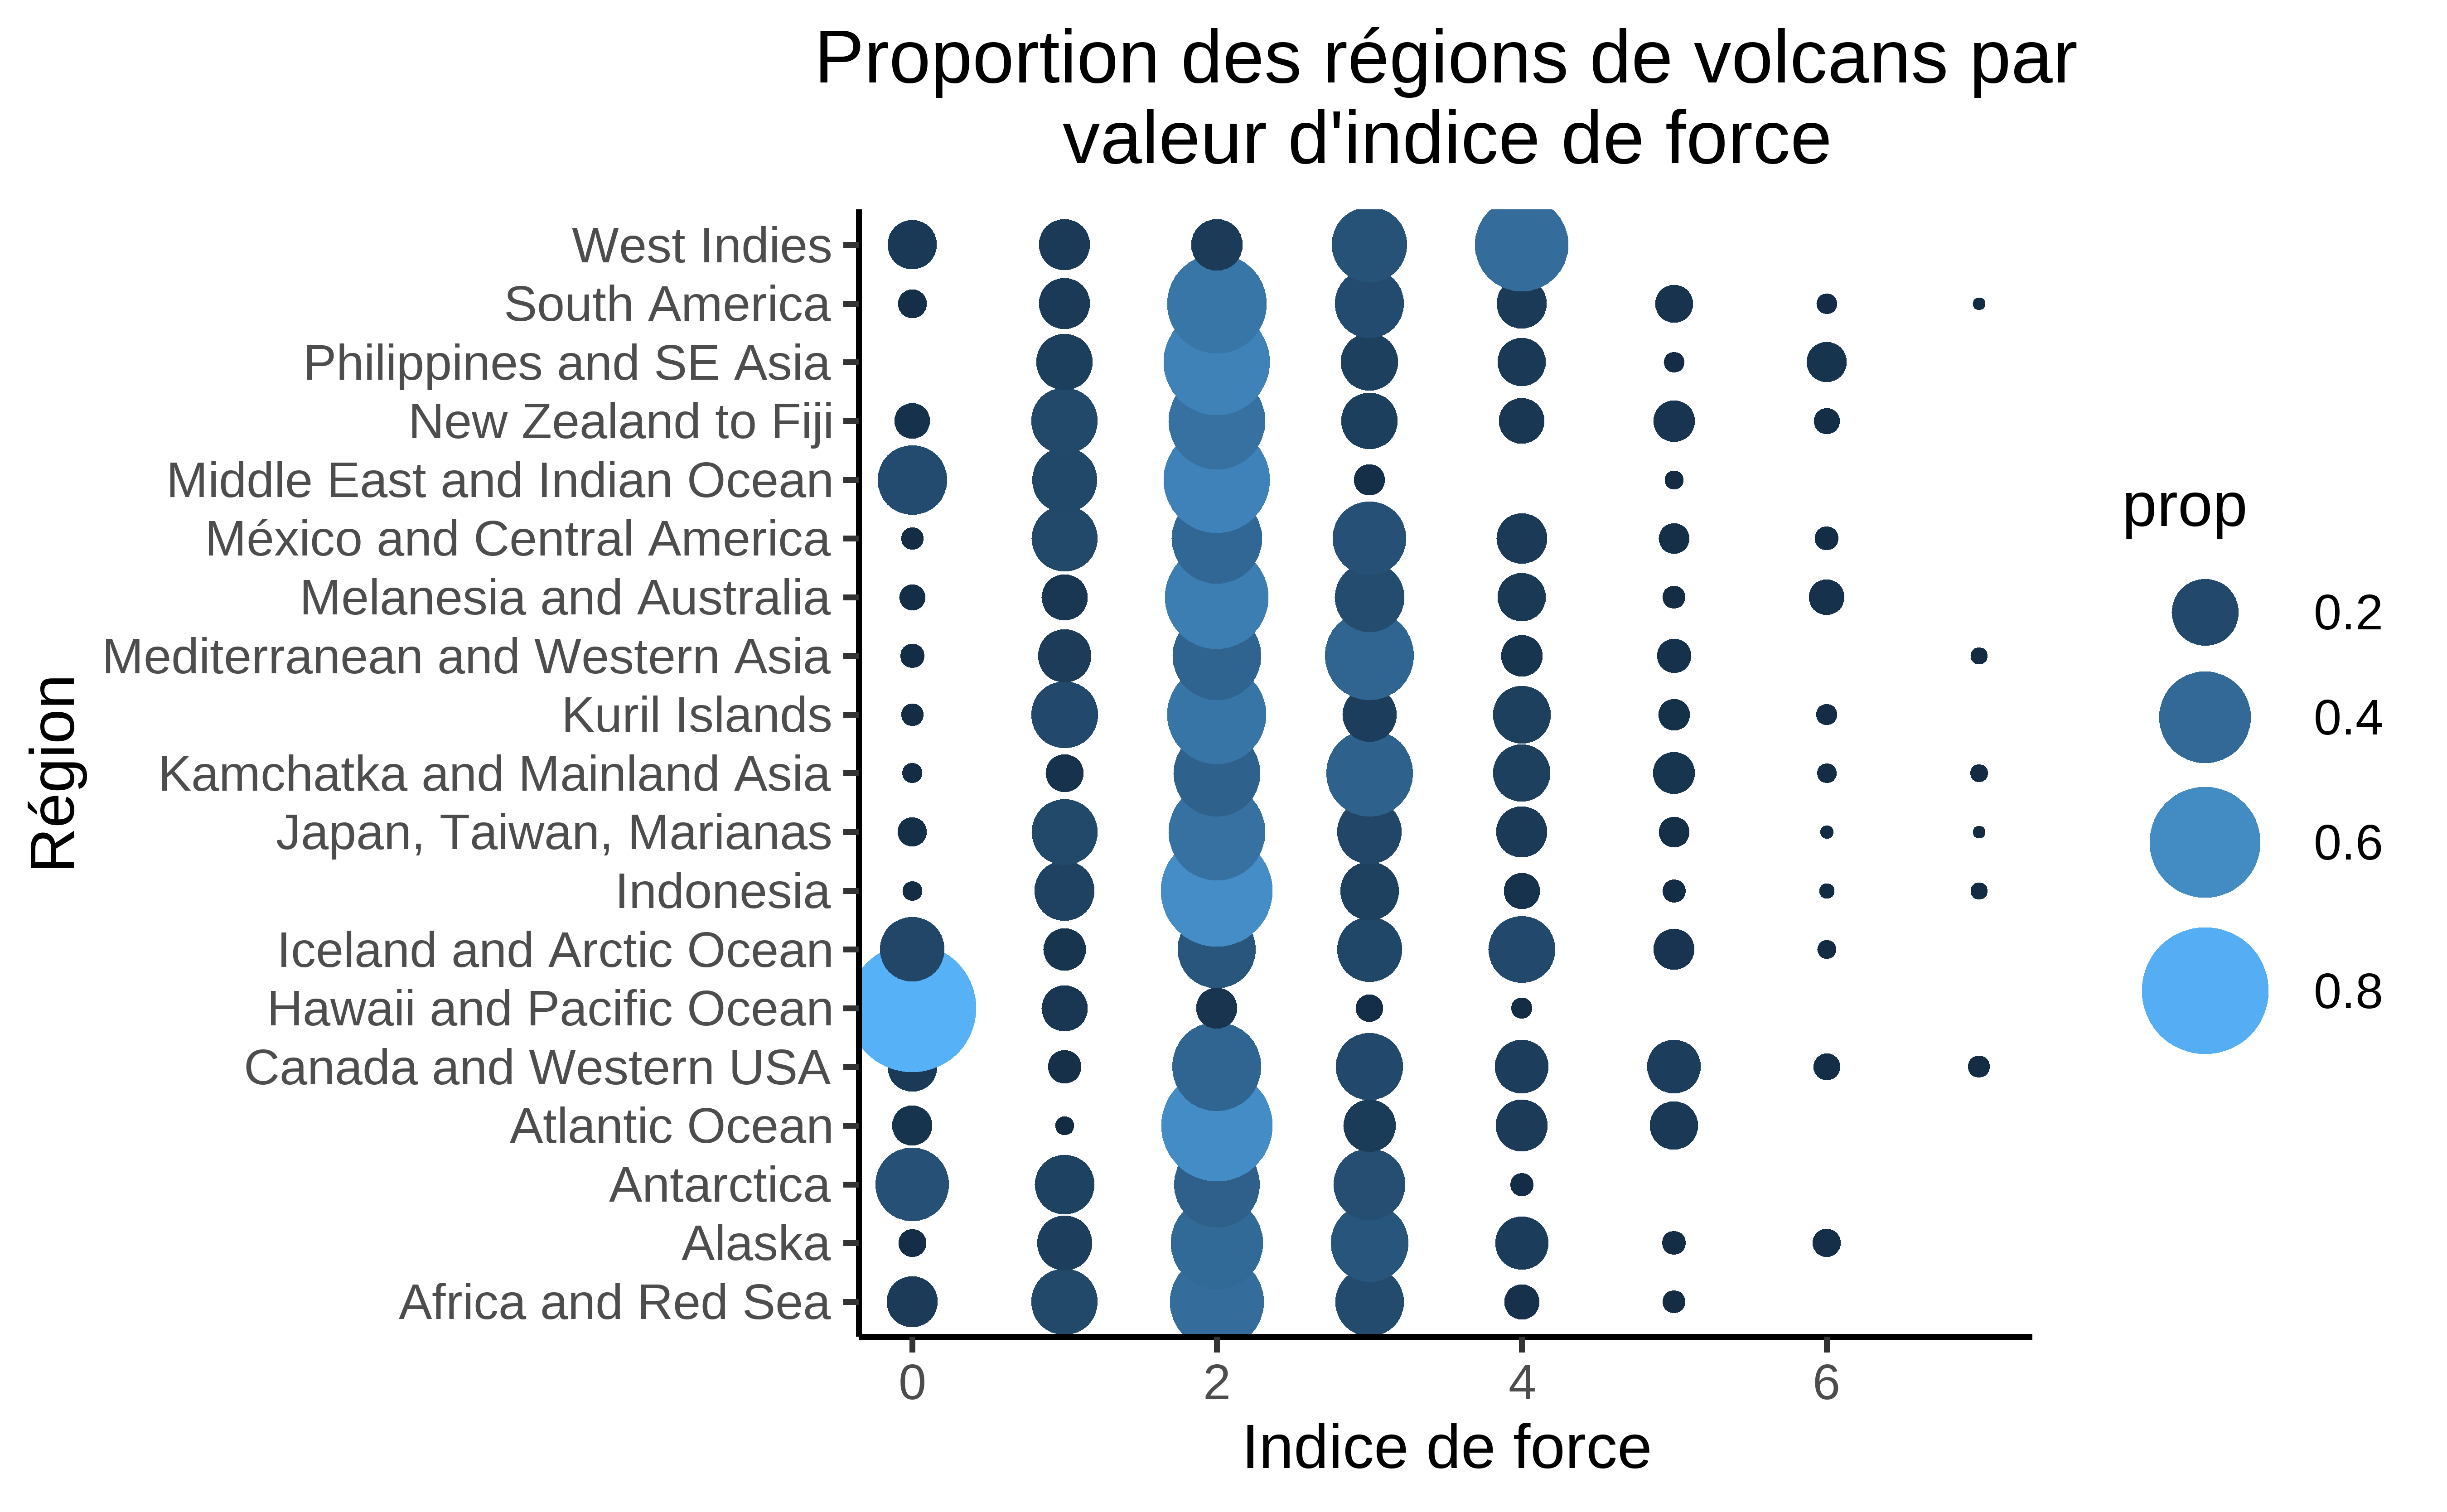 Proportion des régions de volcans par
valeur d'indice de force
Région
West Indies
South America
Philippines and SE Asia
New Zealand to Fiji
Middle East and Indian Ocean
México and Central America
Melanesia and Australia
Mediterranean and Western Asia
Kuril Islands
Kamchatka and Mainland Asia
Japan, Taiwan, Marianas
Indonesia
Iceland and Arctic Ocean
Hawaii and Pacific Ocean
Canada and Western USA
Atlantic Ocean
Antarctica
Alaska
Africa and Red Sea
0 2 4 6
Indice de force
prop
0.2
0.4
0.6
0.8